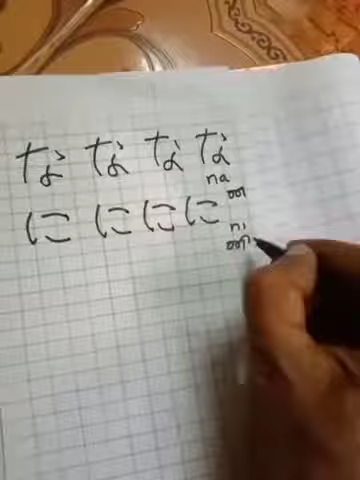 な な な な
na
に に に に
ni